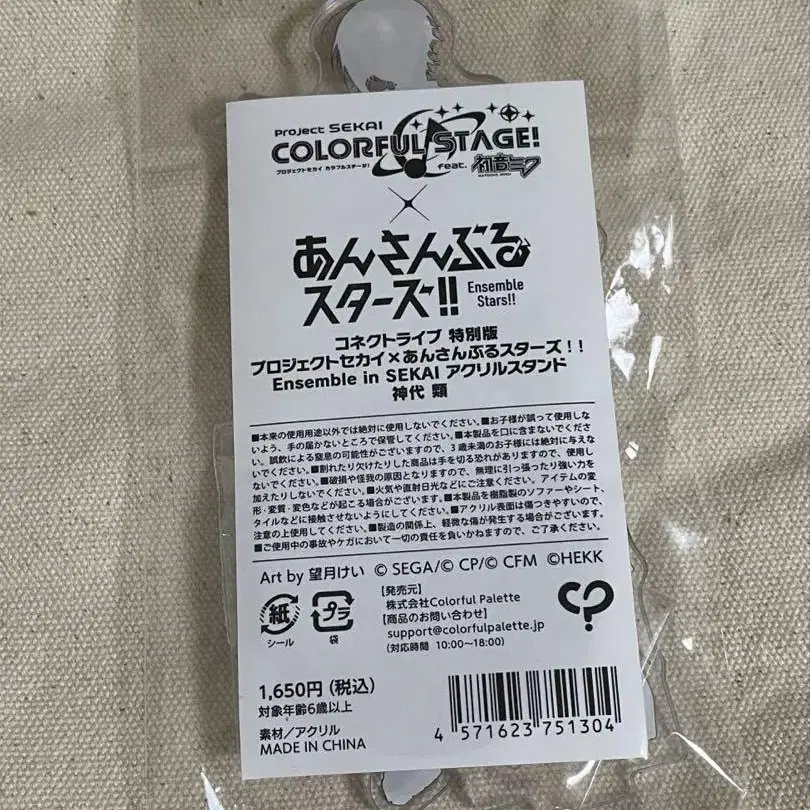 Project SEKAI
COLORFUL STAGE!
プロジェクトセカイ カラフルステージ! feat. 初音ミク
HATSUNE MIKU
×
あんさんぶる
スターズ!!
Ensemble
Stars!!
コネクトライブ 特別版
プロジェクトセカイ×あんさんぶるスターズ!!
Ensemble in SEKAI アクリルスタンド
神代 類
■本来の使用用途以外では絶対に使用しないでください。■お子様が誤って使用しな
いよう、手の届かないところで保管してください。■本製品を口に含まないでくださ
い。誤飲による窒息の可能性がございますので、3歳未満のお子様には絶対に与えな
いでください。■割れたり欠けたりした商品は手を切る恐れがありますので、使用し
ないでください。■破損や怪我の原因となりますので、無理に引っ張ったり強い力を
加えたりしないでください。■火気や直射日光などにご注意ください。アイテムの変
形・変質・変色などが起こる場合がございます。■本製品を樹脂製のソファーやシート、
タイルなどに接触させないようにしてください。■アクリル表面は傷つきやすいので、
注意の上使用してください。■製造の関係上、軽微な傷が発生する場合がございます。
■ご使用中の事故やケガにおいて一切の責任を負いかねますので、ご了承ください。
Art by 望月けい © SEGA/© CP/© CFM ©HEKK
紙
シール
プラ
袋
【発売元】
株式会社Colorful Palette
【商品のお問い合わせ】
support@colorfulpalette.jp
(対応時間 10:00~18:00)
1,650円(税込)
対象年齢6歳以上
素材/アクリル
MADE IN CHINA
4 571623 751304